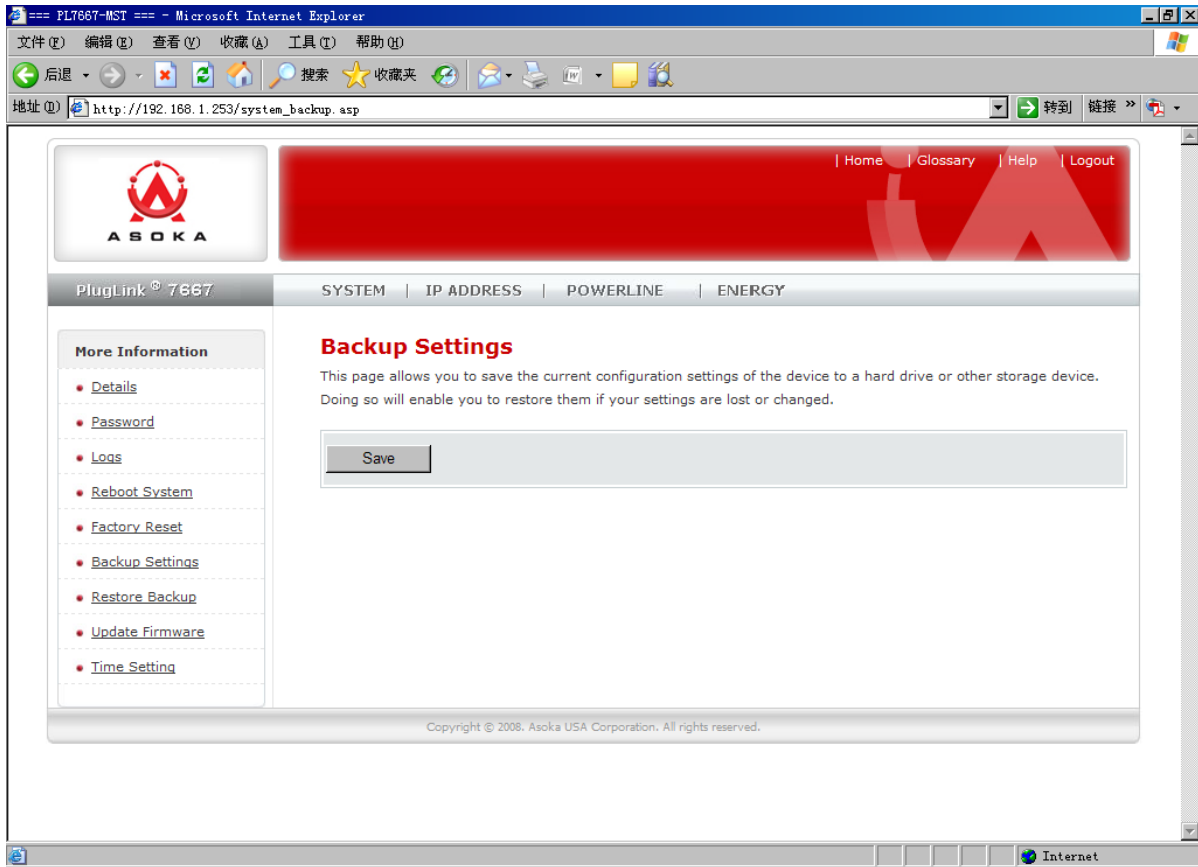 === PL7667-MST === - Microsoft Internet Explorer
文件(F) 编辑(E) 查看(V) 收藏(A) 工具(T) 帮助(H)
后退 搜索 收藏夹
地址(D) http://192.168.1.253/system_backup.asp 转到 链接 »
| Home | Glossary | Help | Logout
ASOKA
PlugLink ® 7667
SYSTEM | IP ADDRESS | POWERLINE | ENERGY
More Information
Details
Password
Logs
Reboot System
Factory Reset
Backup Settings
Restore Backup
Update Firmware
Time Setting
Backup Settings
This page allows you to save the current configuration settings of the device to a hard drive or other storage device.
Doing so will enable you to restore them if your settings are lost or changed.
Save
Copyright © 2008. Asoka USA Corporation. All rights reserved.
Internet